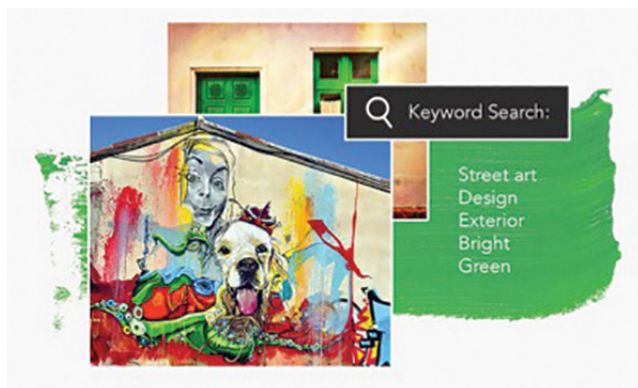 Keyword Search:
Street art
Design
Exterior
Bright
Green